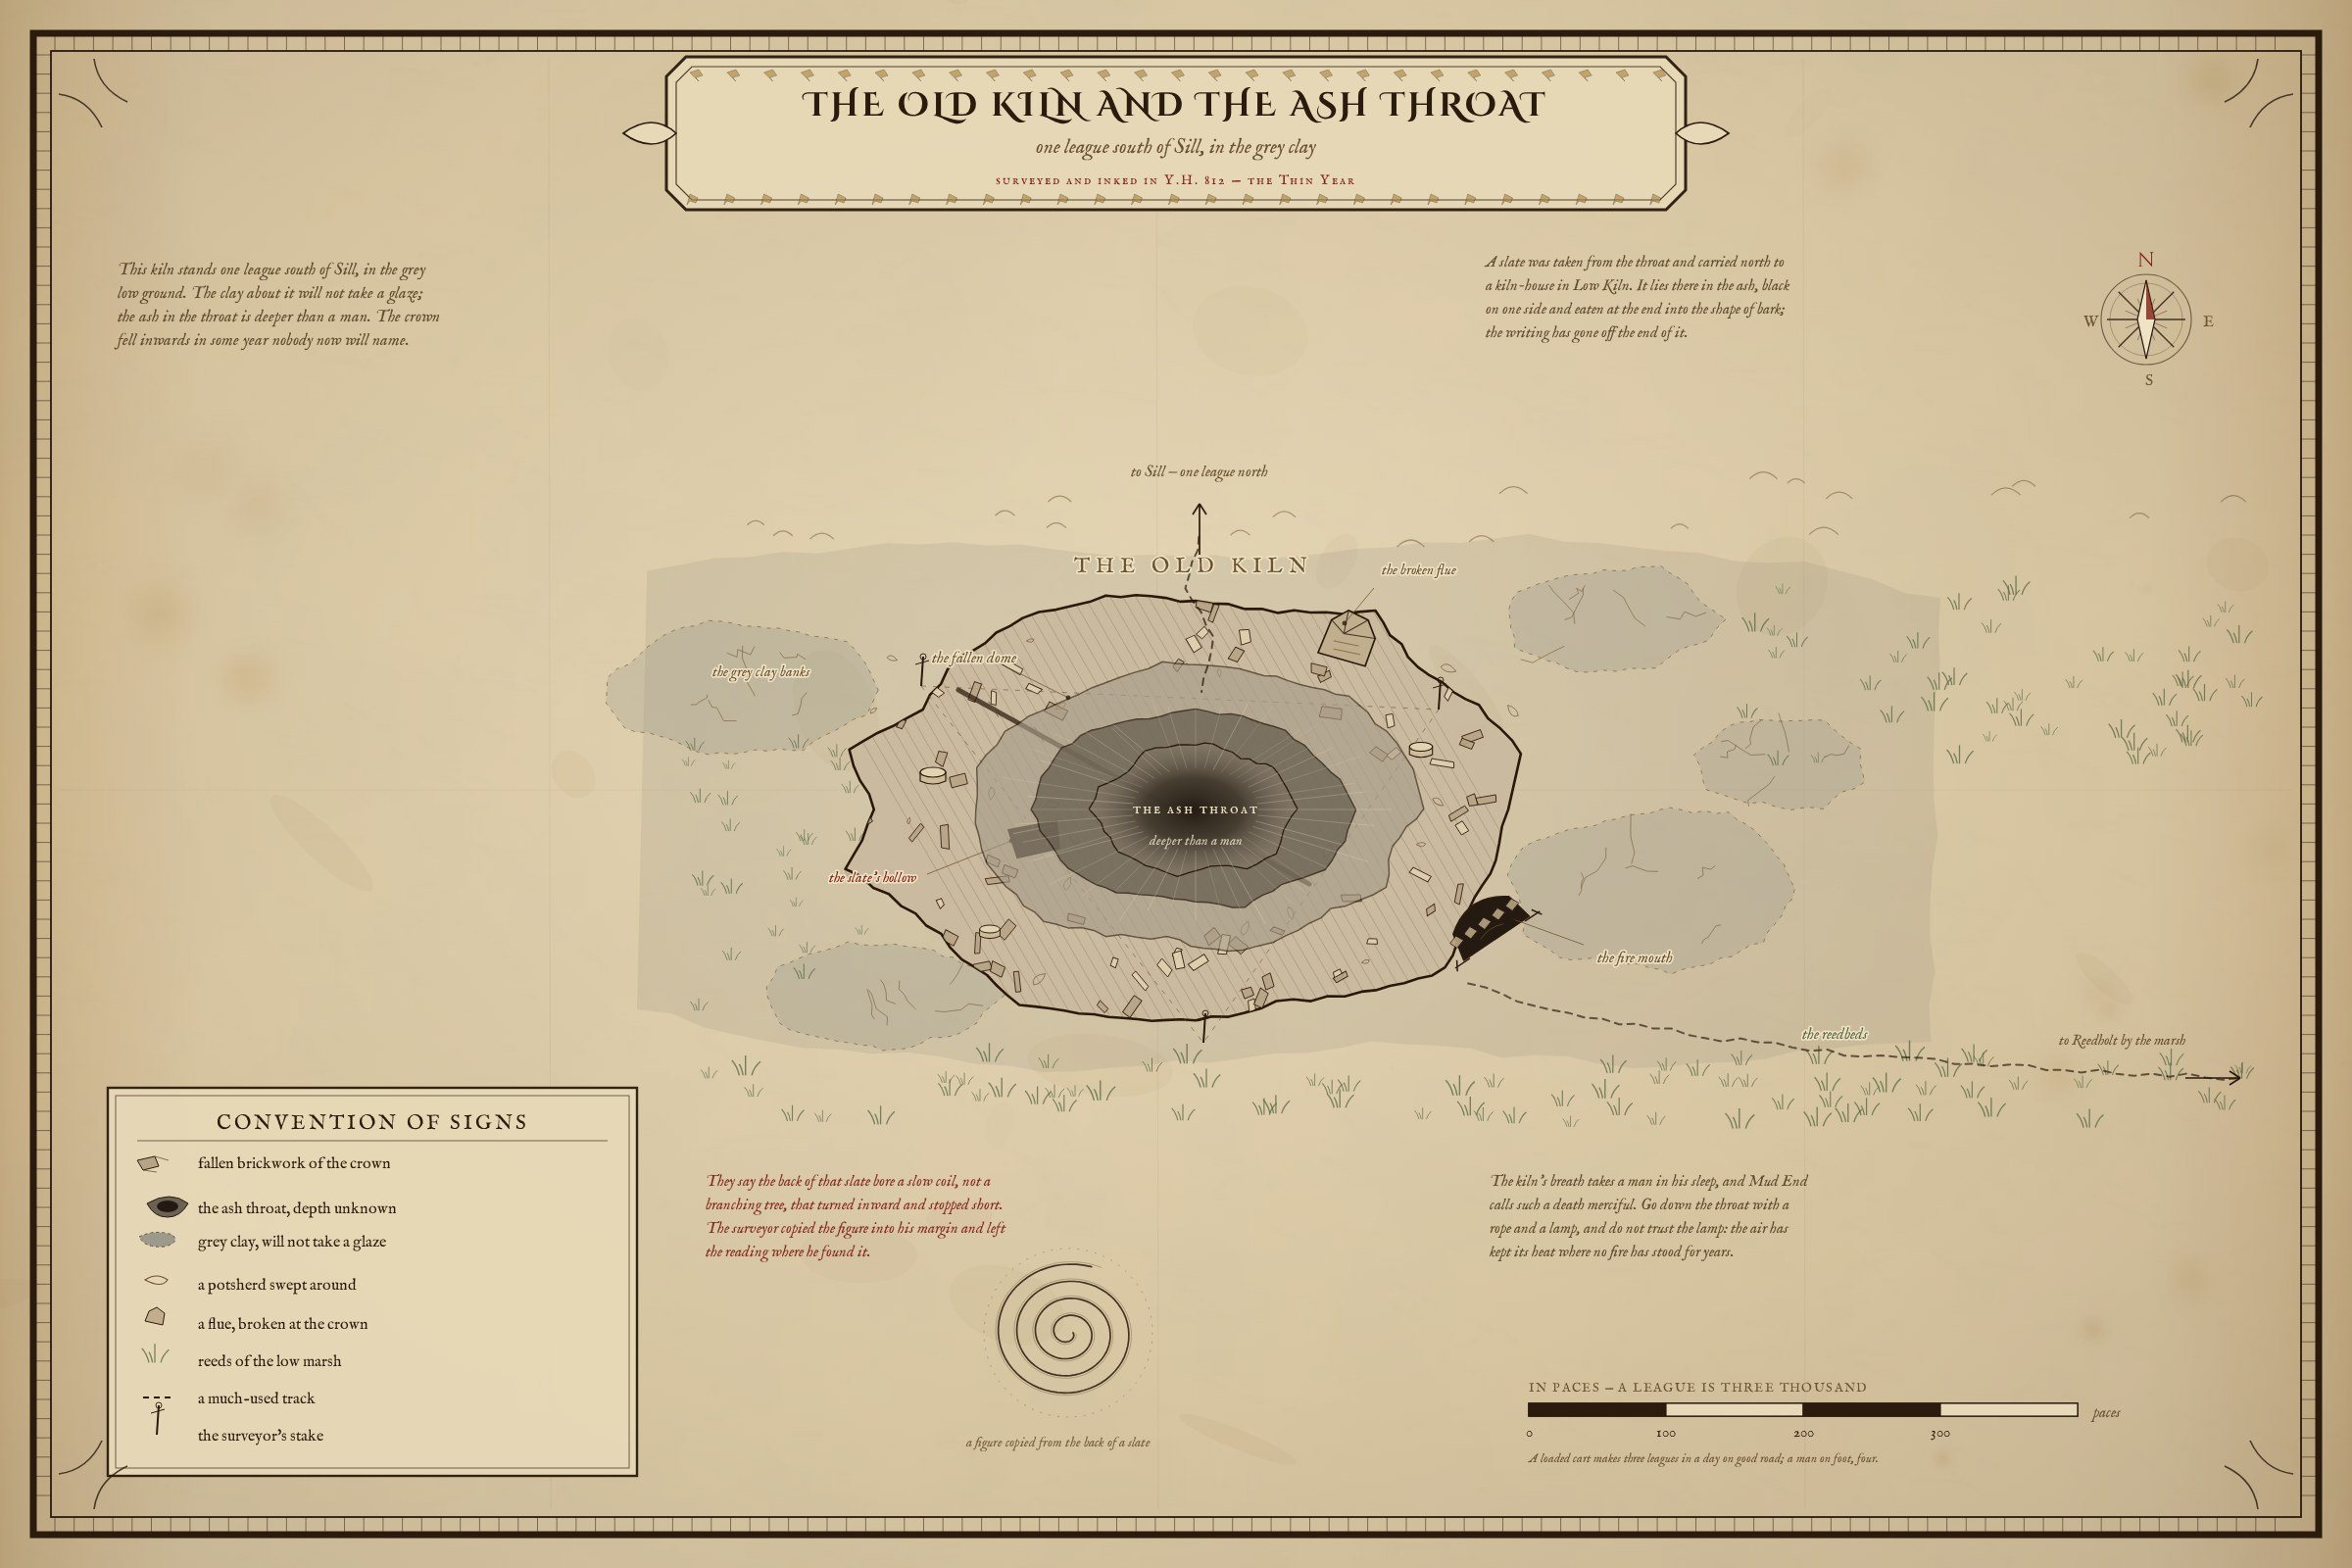 THE OLD KILN AND THE ASH THROAT
one league south of Sill, in the grey clay
SURVEYED AND INKED IN Y.H. 812 — THE THIN YEAR
This kiln stands one league south of Sill, in the grey
low ground. The clay about it will not take a glaze;
the ash in the throat is deeper than a man. The crown
fell inwards in some year nobody now will name.
A slate was taken from the throat and carried north to
a kiln-house in Low Kiln. It lies there in the ash, black
on one side and eaten at the end into the shape of bark;
the writing has gone off the end of it.
N
W
E
S
to Sill — one league north
THE OLD KILN
the broken flue
the fallen dome
the grey clay banks
THE ASH THROAT
deeper than a man
the slate's hollow
the fire mouth
the reedbeds
to Reedholt by the marsh
CONVENTION OF SIGNS
fallen brickwork of the crown
the ash throat, depth unknown
grey clay, will not take a glaze
a potsherd swept around
a flue, broken at the crown
reeds of the low marsh
a much-used track
the surveyor's stake
They say the back of that slate bore a slow coil, not a
branching tree, that turned inward and stopped short.
The surveyor copied the figure into his margin and left
the reading where he found it.
a figure copied from the back of a slate
The kiln's breath takes a man in his sleep, and Mud End
calls such a death merciful. Go down the throat with a
rope and a lamp, and do not trust the lamp: the air has
kept its heat where no fire has stood for years.
IN PACES — A LEAGUE IS THREE THOUSAND
paces
0 100 200 300
A loaded cart makes three leagues in a day on good road; a man on foot, four.